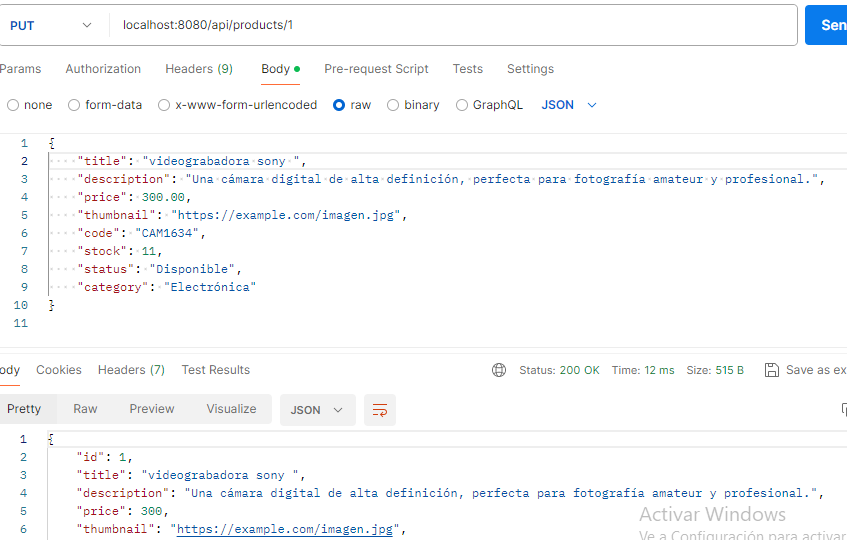 PUT localhost:8080/api/products/1 Sen
Params Authorization Headers (9) Body Pre-request Script Tests Settings
none form-data x-www-form-urlencoded raw binary GraphQL JSON
1 {
2 "title": "videograbadora sony ",
3 "description": "Una cámara digital de alta definición, perfecta para fotografía amateur y profesional.",
4 "price": 300.00,
5 "thumbnail": "https://example.com/imagen.jpg",
6 "code": "CAM1634",
7 "stock": 11,
8 "status": "Disponible",
9 "category": "Electrónica"
10 }
11
ody Cookies Headers (7) Test Results Status: 200 OK Time: 12 ms Size: 515 B Save as ex
Pretty Raw Preview Visualize JSON
1 {
2 "id": 1,
3 "title": "videograbadora sony ",
4 "description": "Una cámara digital de alta definición, perfecta para fotografía amateur y profesional.",
5 "price": 300,
6 "thumbnail": "https://example.com/imagen.jpg",
Activar Windows
Ve a Configuración para activar